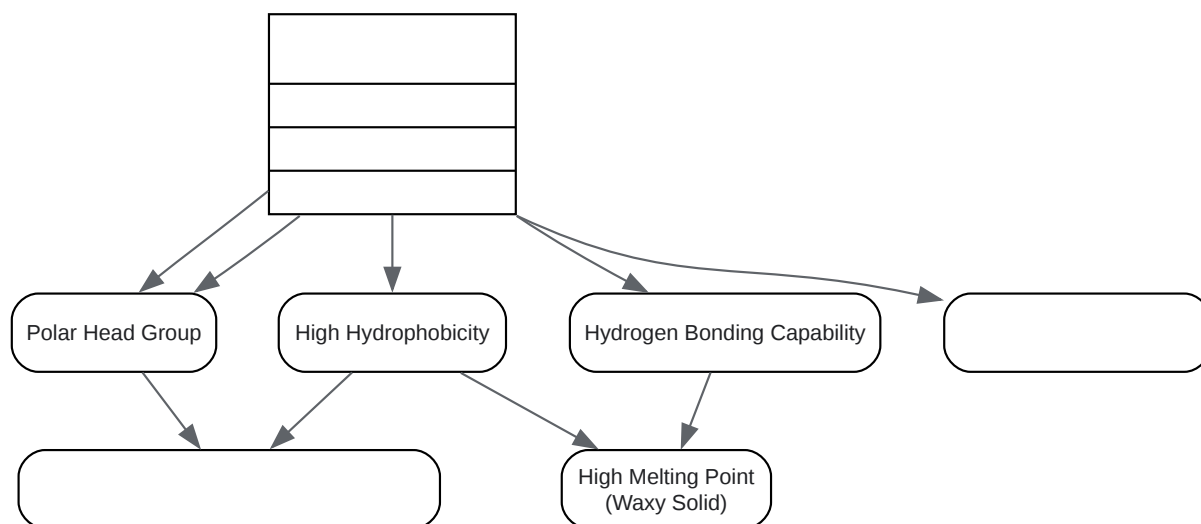 Polar Head Group
High Hydrophobicity
Hydrogen Bonding Capability
High Melting Point
(Waxy Solid)